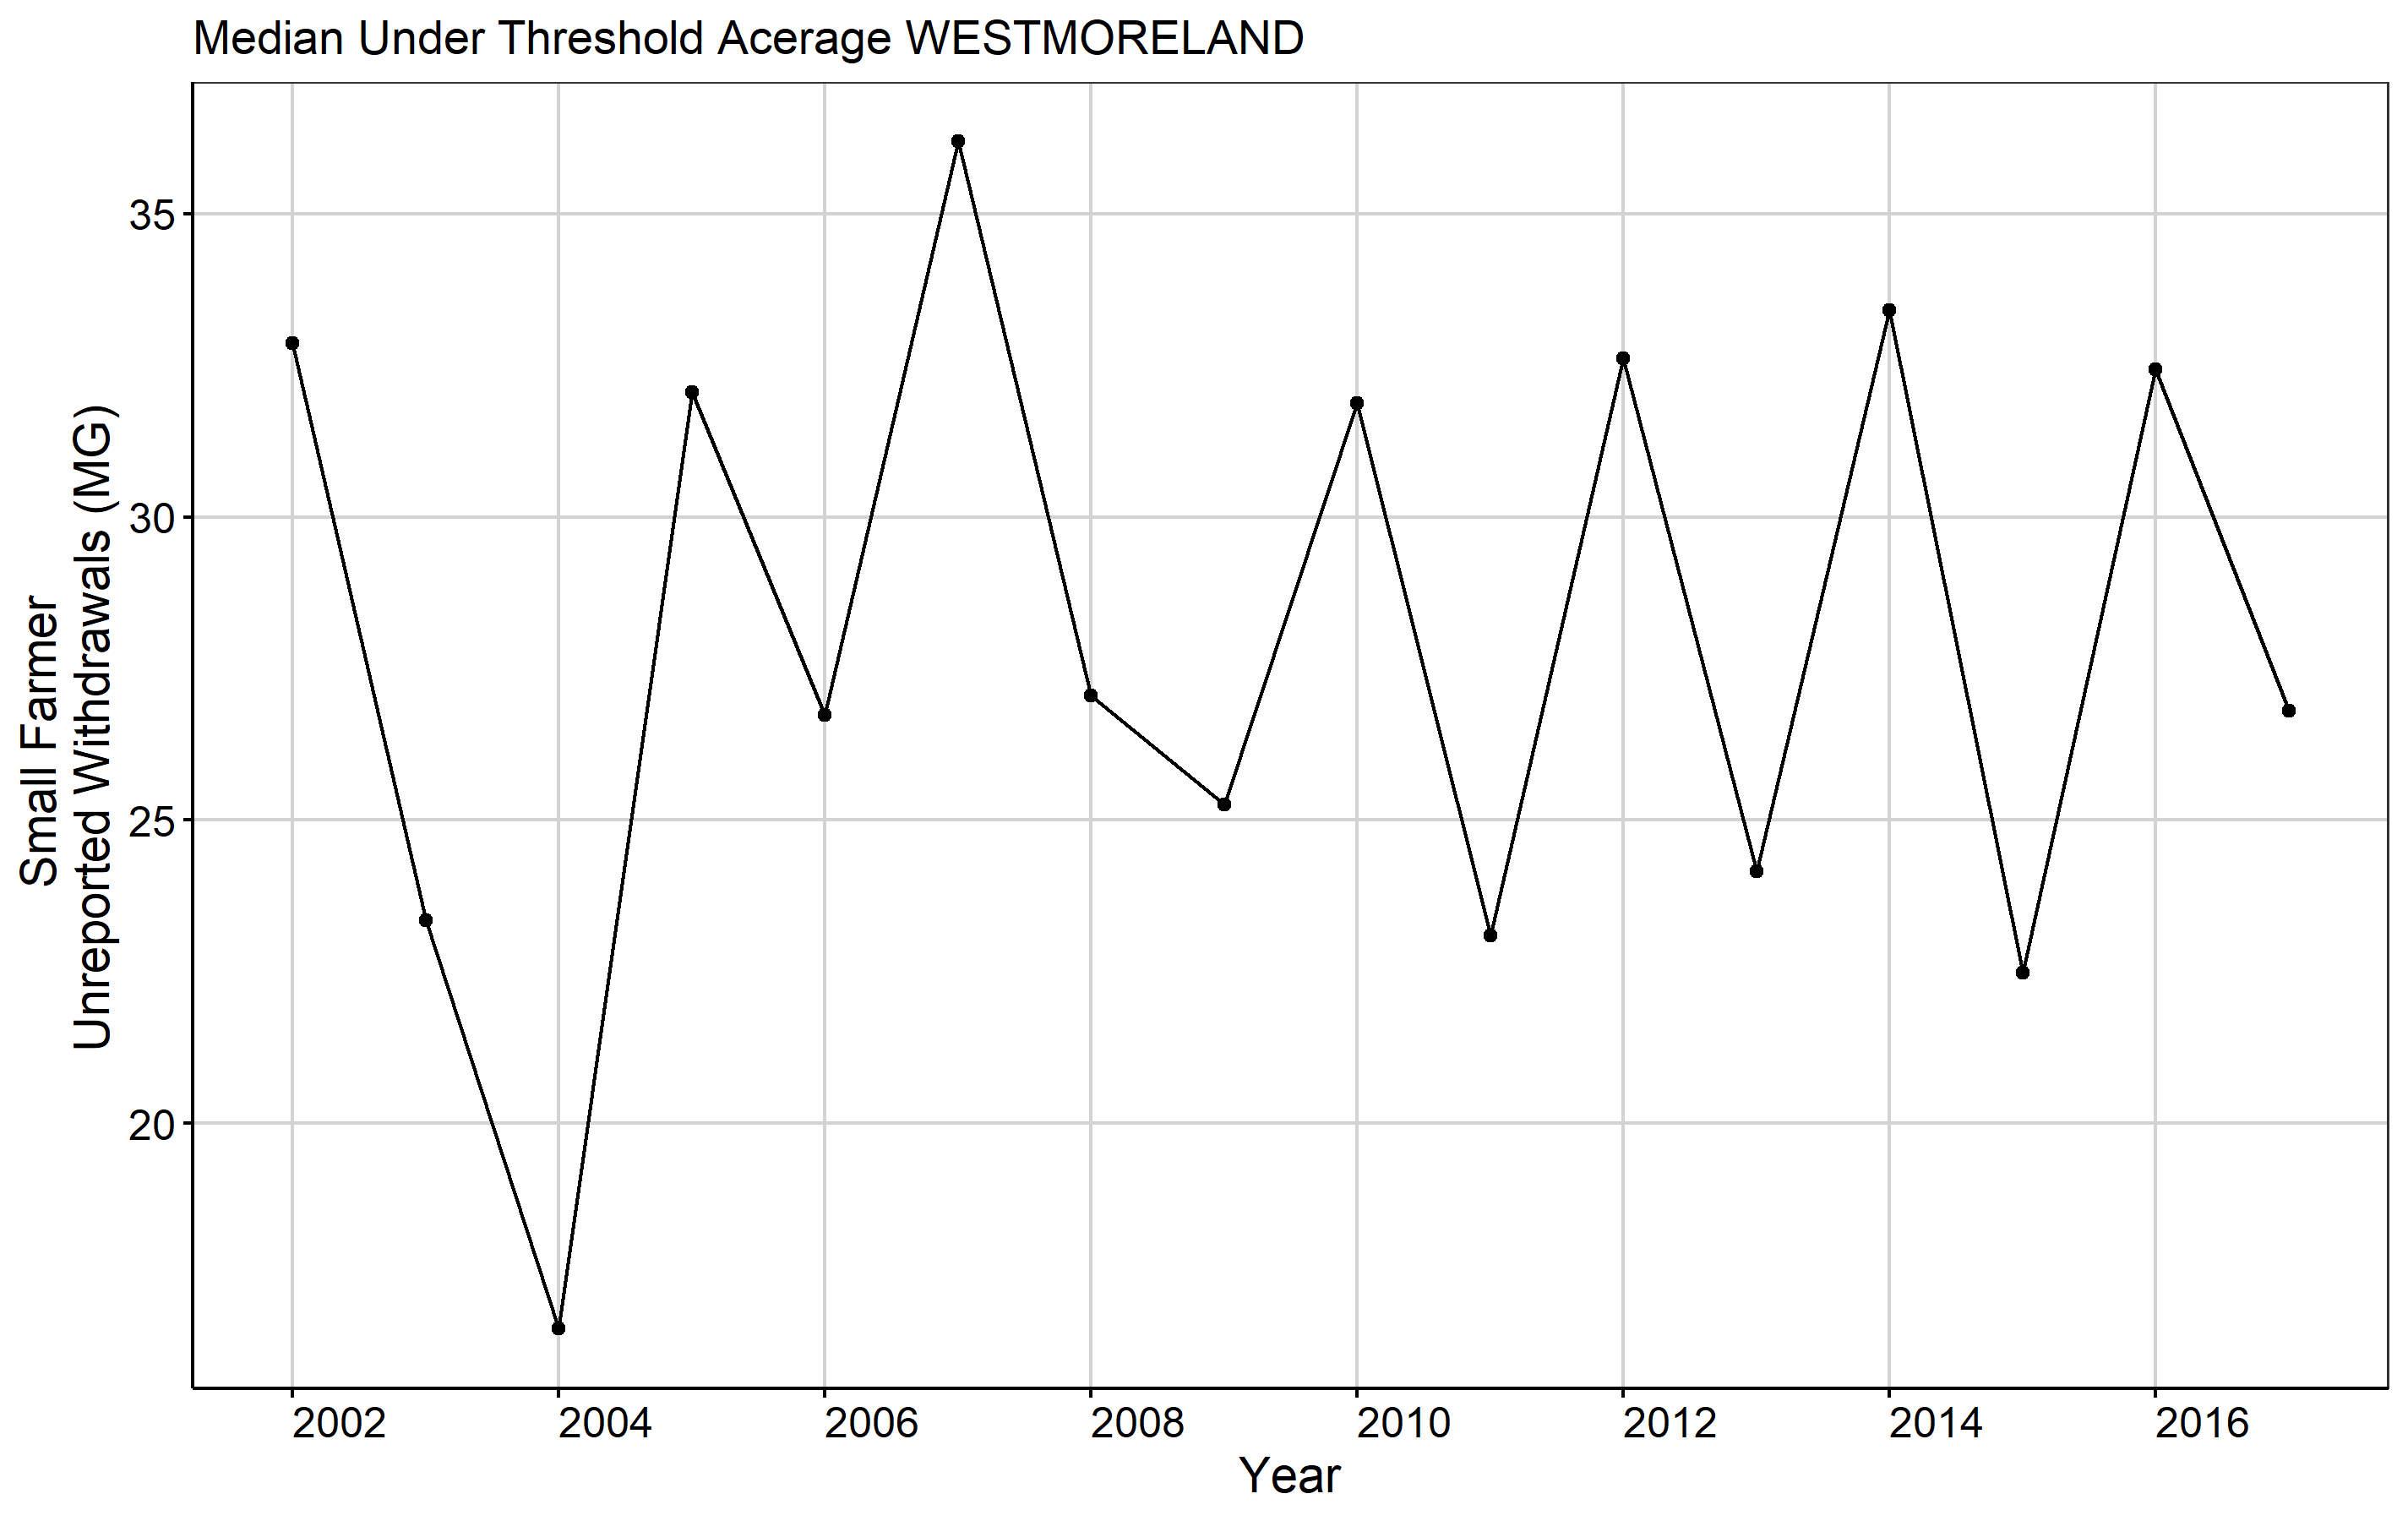 Median Under Threshold Acerage WESTMORELAND
Small Farmer
Unreported Withdrawals (MG)
35
30
25
20
2002 2004 2006 2008 2010 2012 2014 2016
Year